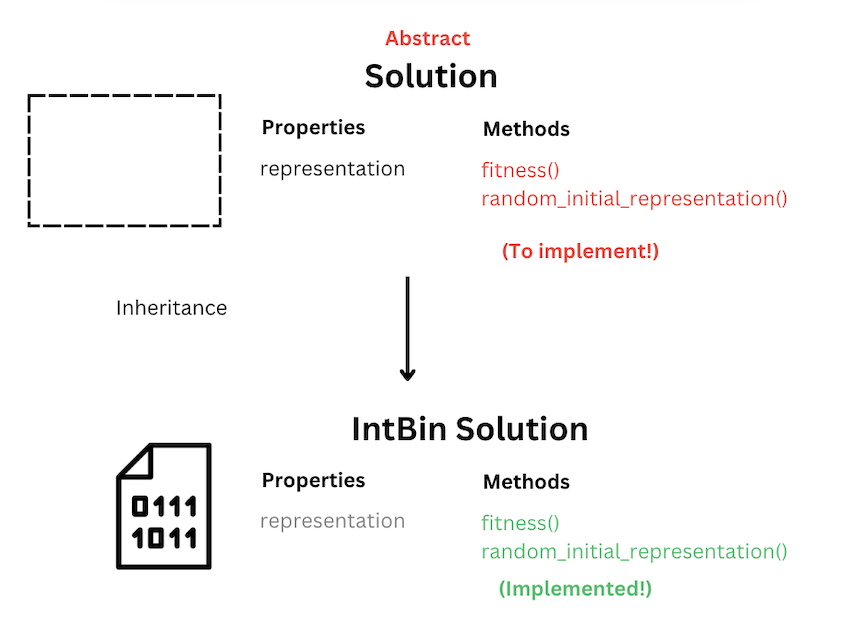 Abstract
Solution
Properties
Methods
representation
fitness()
random_initial_representation()
(To implement!)
Inheritance
IntBin Solution
Properties
Methods
representation
fitness()
random_initial_representation()
(Implemented!)
0111
1011